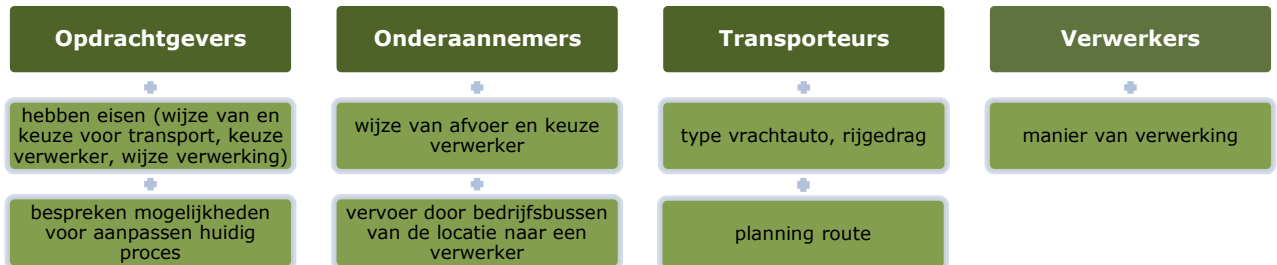 Opdrachtgevers
hebben eisen (wijze van en
keuze voor transport, keuze
verwerker, wijze verwerking)
bespreken mogelijkheden
voor aanpassen huidig
proces
Onderaannemers
wijze van afvoer en keuze
verwerker
vervoer door bedrijfsbussen
van de locatie naar een
verwerker
Transporteurs
type vrachtauto, rijgedrag
planning route
Verwerkers
manier van verwerking